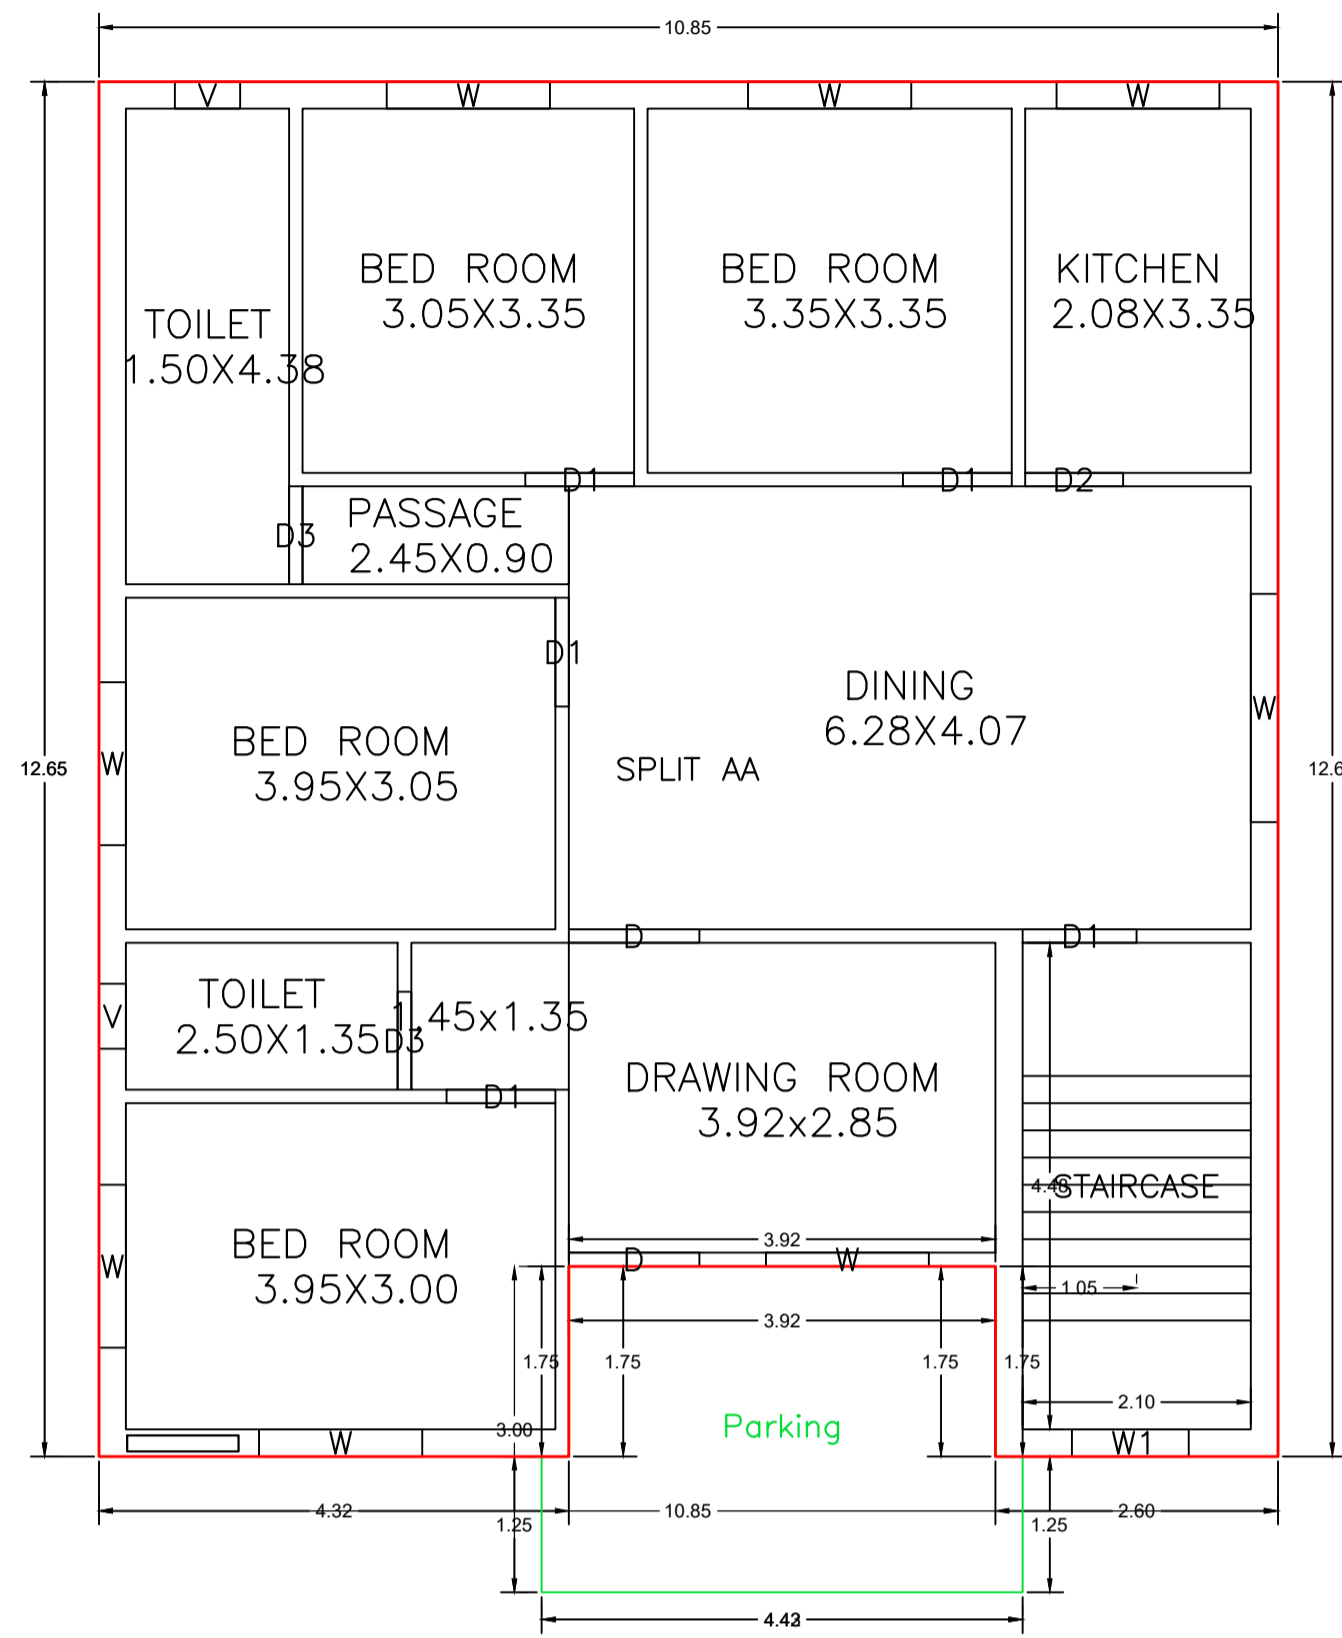 10.85
V
W
W
W
BED ROOM
3.05X3.35
BED ROOM
3.35X3.35
KITCHEN
2.08X3.35
TOILET
1.50X4.38
D1
D1
D2
PASSAGE
2.45X0.90
D3
D1
DINING
6.28X4.07
W
BED ROOM
3.95X3.05
W
SPLIT AA
12.65
12.6
D
D1
TOILET
2.50X1.35
V
1.45x1.35
D3
D1
DRAWING ROOM
3.92x2.85
STAIRCASE
BED ROOM
3.95X3.00
W
3.92
D
W
1.05
3.92
1.75
1.75
1.75
1.75
2.10
Parking
3.00
W
W1
4.32
10.85
2.60
1.25
1.25